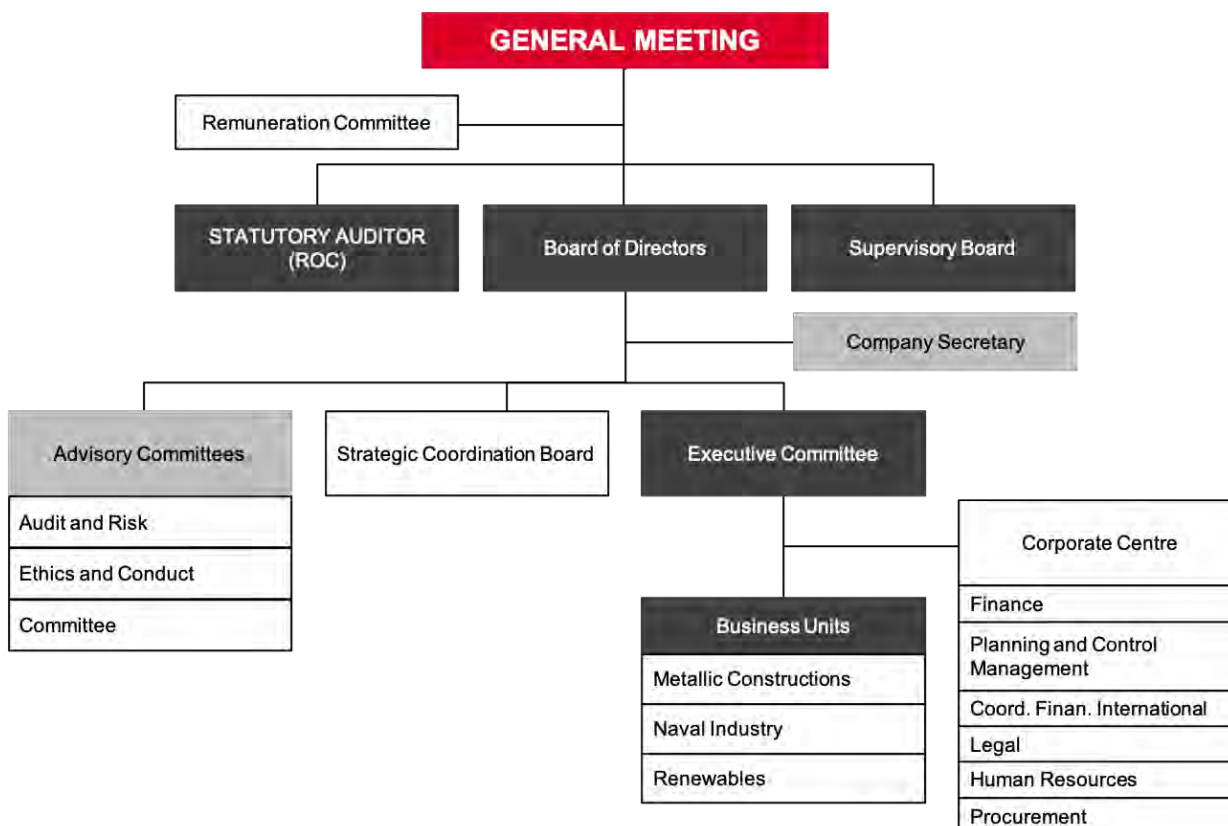 GENERAL MEETING
Remuneration Committee
STATUTORY AUDITOR
(ROC)
Board of Directors
Supervisory Board
Company Secretary
Advisory Committees
Strategic Coordination Board
Executive Committee
Audit and Risk
Ethics and Conduct
Committee
Corporate Centre
Finance
Planning and Control
Management
Coord. Finan. International
Legal
Human Resources
Procurement
Business Units
Metallic Constructions
Naval Industry
Renewables